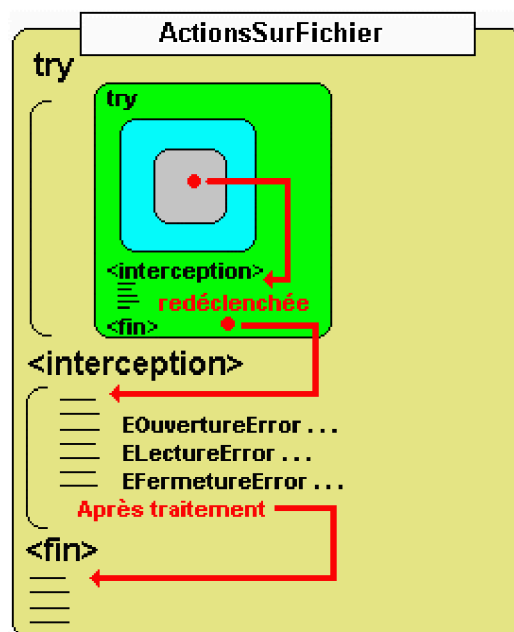 ActionsSurFichier
try
try
<interception>
redéclenchée
<fin>
<interception>
EOuvertureError ...
ELectureError ...
EFermetureError ...
Après traitement
<fin>